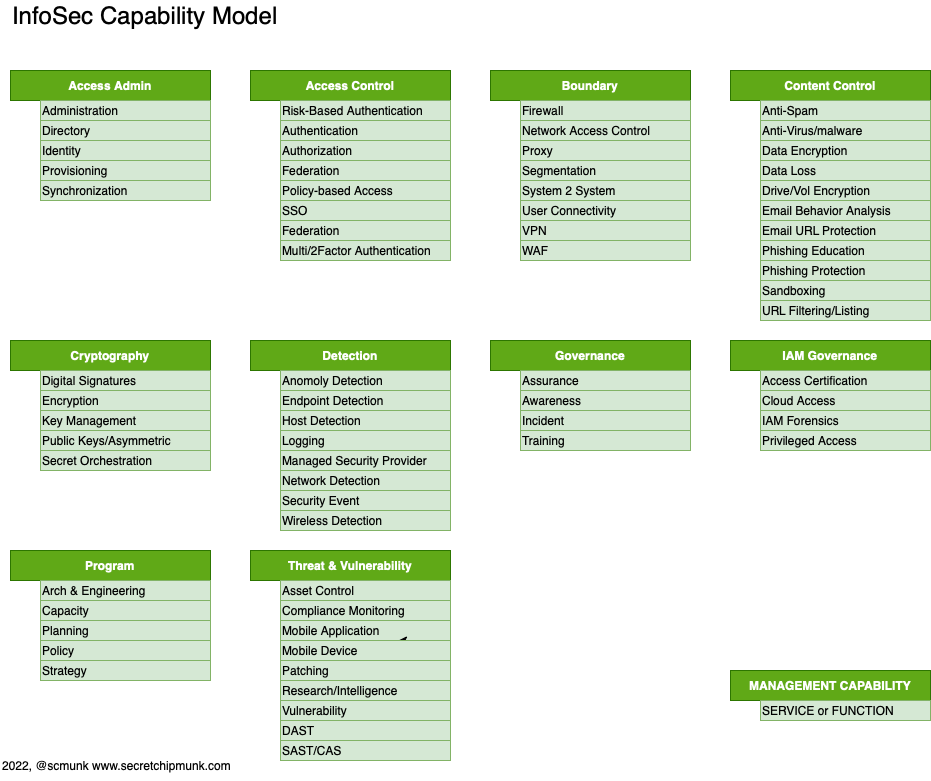 InfoSec Capability Model
Access Admin
Administration
Directory
Identity
Provisioning
Synchronization
Access Control
Risk-Based Authentication
Authentication
Authorization
Federation
Policy-based Access
SSO
Federation
Multi/2Factor Authentication
Boundary
Firewall
Network Access Control
Proxy
Segmentation
System 2 System
User Connectivity
VPN
WAF
Content Control
Anti-Spam
Anti-Virus/malware
Data Encryption
Data Loss
Drive/Vol Encryption
Email Behavior Analysis
Email URL Protection
Phishing Education
Phishing Protection
Sandboxing
URL Filtering/Listing
Cryptography
Digital Signatures
Encryption
Key Management
Public Keys/Asymmetric
Secret Orchestration
Detection
Anomoly Detection
Endpoint Detection
Host Detection
Logging
Managed Security Provider
Network Detection
Security Event
Wireless Detection
Governance
Assurance
Awareness
Incident
Training
IAM Governance
Access Certification
Cloud Access
IAM Forensics
Privileged Access
Program
Arch & Engineering
Capacity
Planning
Policy
Strategy
Threat & Vulnerability
Asset Control
Compliance Monitoring
Mobile Application
Mobile Device
Patching
Research/Intelligence
Vulnerability
DAST
SAST/CAS
MANAGEMENT CAPABILITY
SERVICE or FUNCTION
2022, @scmunk www.secretchipmunk.com